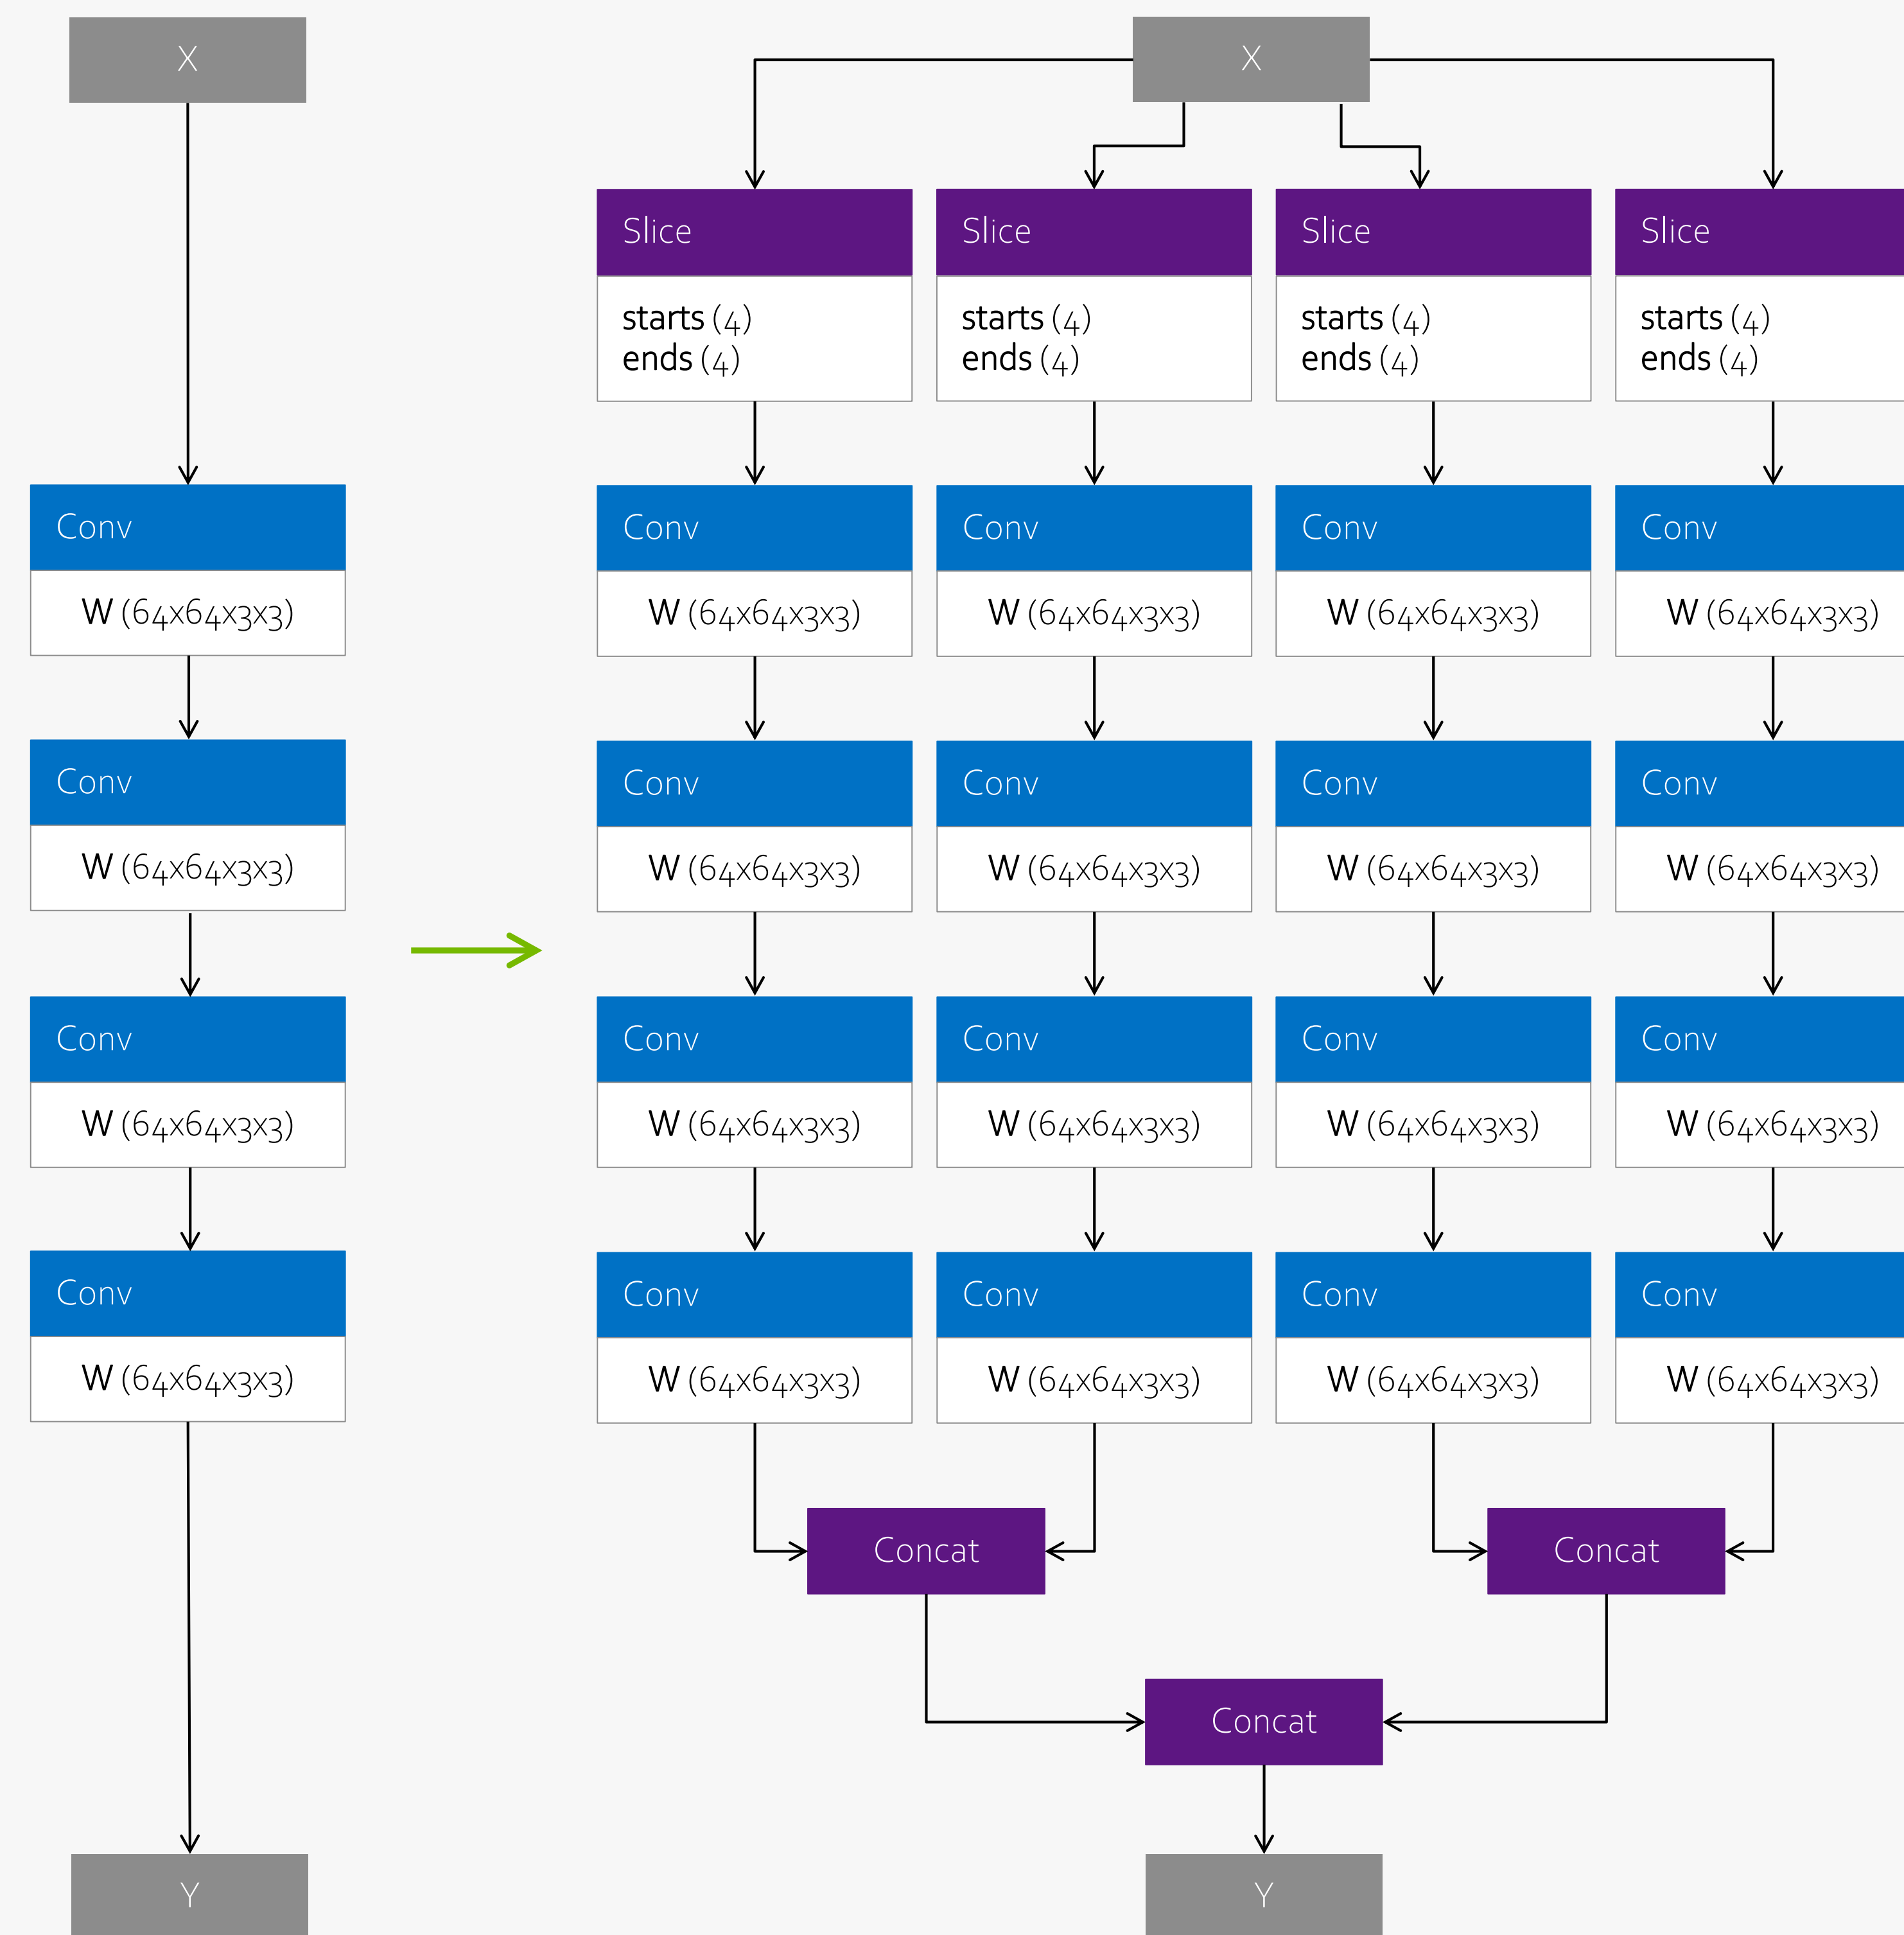 X
X
Slice
Slice
Slice
Slice
starts (4)
ends (4)
starts (4)
ends (4)
starts (4)
ends (4)
starts (4)
ends (4)
Conv
Conv
Conv
Conv
Conv
W (64x64x3x3)
W (64x64x3x3)
W (64x64x3x3)
W (64x64x3x3)
W (64x64x3x3)
Conv
Conv
Conv
Conv
Conv
W (64x64x3x3)
W (64x64x3x3)
W (64x64x3x3)
W (64x64x3x3)
W (64x64x3x3)
Conv
Conv
Conv
Conv
Conv
W (64x64x3x3)
W (64x64x3x3)
W (64x64x3x3)
W (64x64x3x3)
W (64x64x3x3)
Conv
Conv
Conv
Conv
Conv
W (64x64x3x3)
W (64x64x3x3)
W (64x64x3x3)
W (64x64x3x3)
W (64x64x3x3)
Concat
Concat
Concat
Y
Y